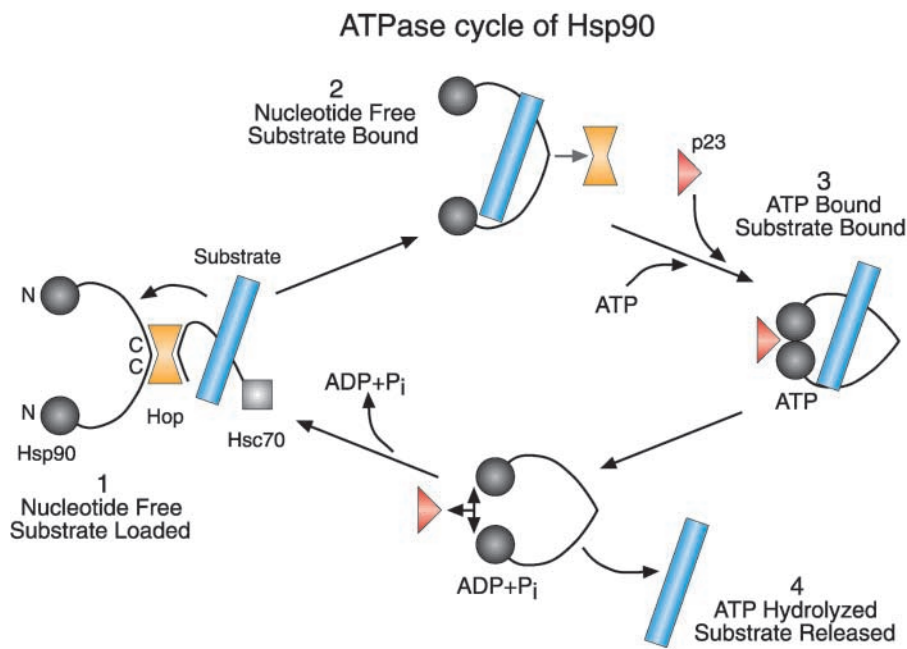 ATPase cycle of Hsp90
2
Nucleotide Free
Substrate Bound
p23
3
ATP Bound
Substrate Bound
ATP
ATP
Substrate
N
C
C
N
Hop
Hsc70
Hsp90
1
Nucleotide Free
Substrate Loaded
ADP+Pi
ADP+Pi
4
ATP Hydrolyzed
Substrate Released